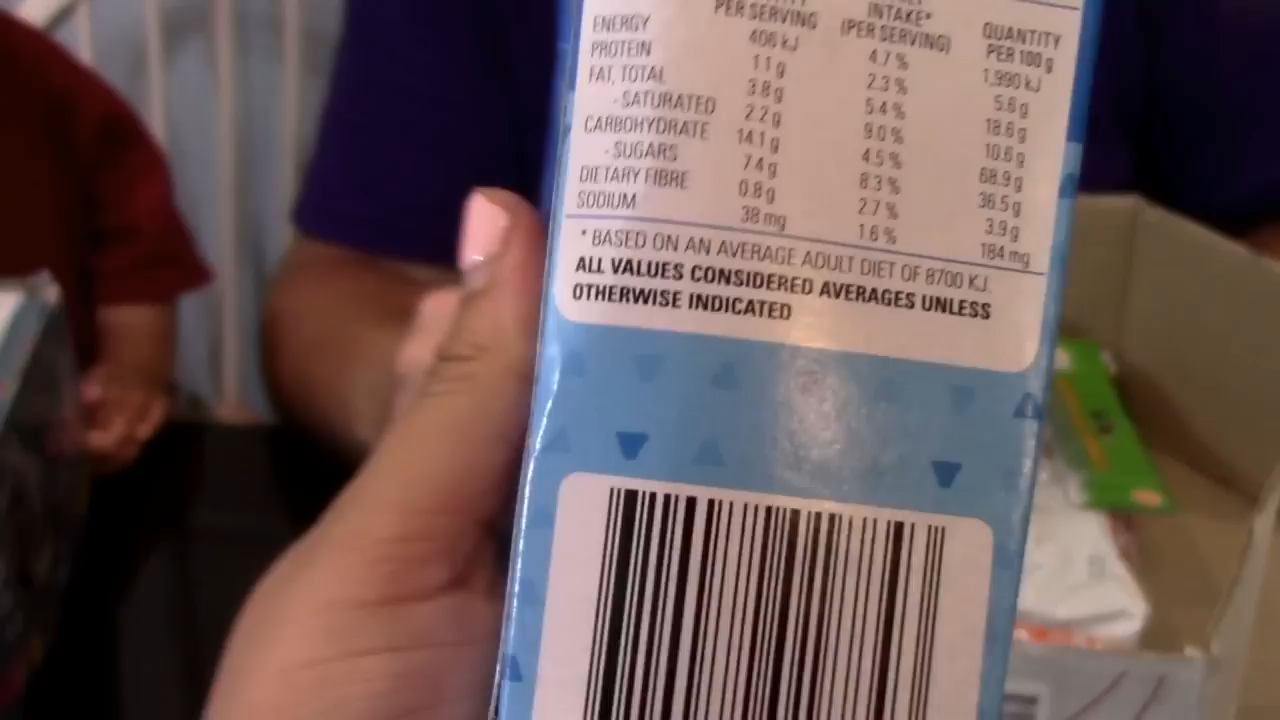 PER SERVING INTAKE* (PER SERVING) QUANTITY PER 100 g
ENERGY 406 kJ 4.7% 1,990 kJ
PROTEIN 1.1 g 2.3% 5.6 g
FAT, TOTAL 3.8 g 5.4% 18.6 g
- SATURATED 2.2 g 9.0% 10.6 g
CARBOHYDRATE 14.1 g 4.5% 68.9 g
- SUGARS 7.4 g 8.3% 36.5 g
DIETARY FIBRE 0.8 g 2.7% 3.9 g
SODIUM 38 mg 1.6% 184 mg
* BASED ON AN AVERAGE ADULT DIET OF 8700 KJ.
ALL VALUES CONSIDERED AVERAGES UNLESS
OTHERWISE INDICATED